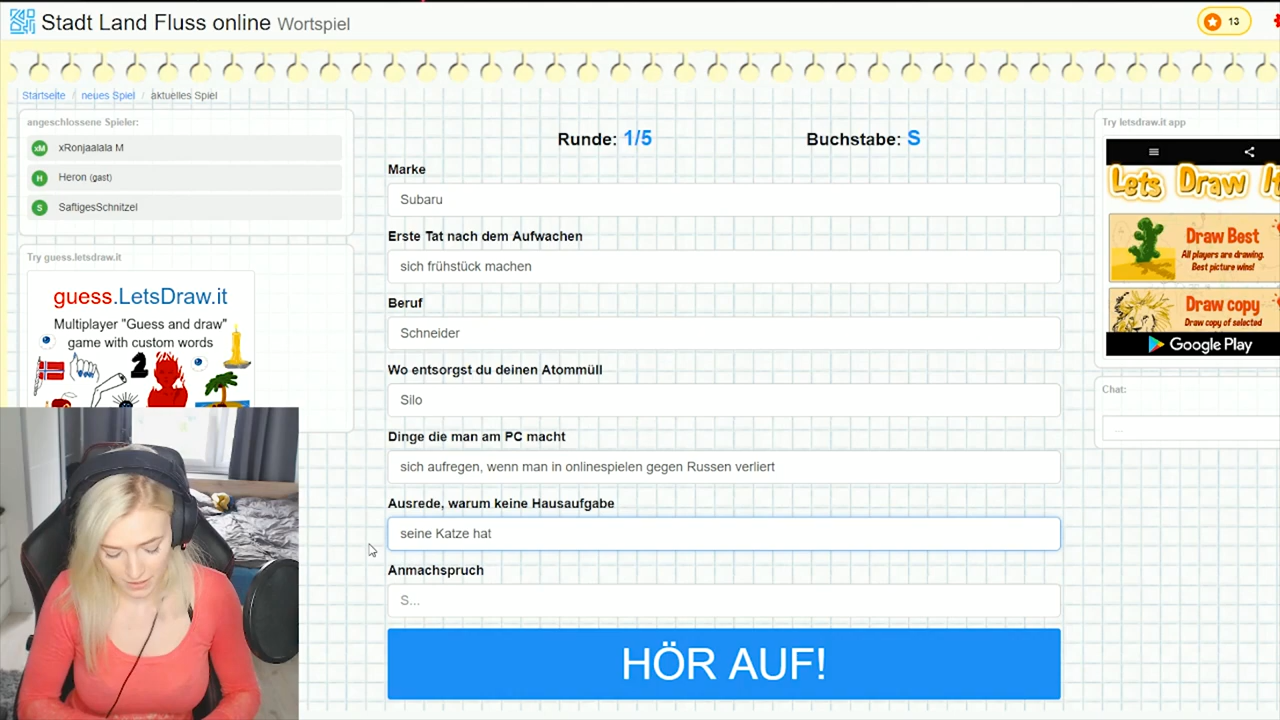 Stadt Land Fluss online Wortspiel
13
Startseite / neues Spiel / aktuelles Spiel
angeschlossene Spieler:
xM xRonjaalala M
H Heron (gast)
S SaftigesSchnitzel
Try guess.letsdraw.it
guess.LetsDraw.it
Multiplayer "Guess and draw"
game with custom words
Runde: 1/5
Buchstabe: S
Marke
Subaru
Erste Tat nach dem Aufwachen
sich frühstück machen
Beruf
Schneider
Wo entsorgst du deinen Atommüll
Silo
Dinge die man am PC macht
sich aufregen, wenn man in onlinespielen gegen Russen verliert
Ausrede, warum keine Hausaufgabe
seine Katze hat
Anmachspruch
S...
HÖR AUF!
Try letsdraw.it app
Lets Draw It
Draw Best
All players are drawing.
Best picture wins!
Draw copy
Draw copy of selected
Google Play
Chat:
...